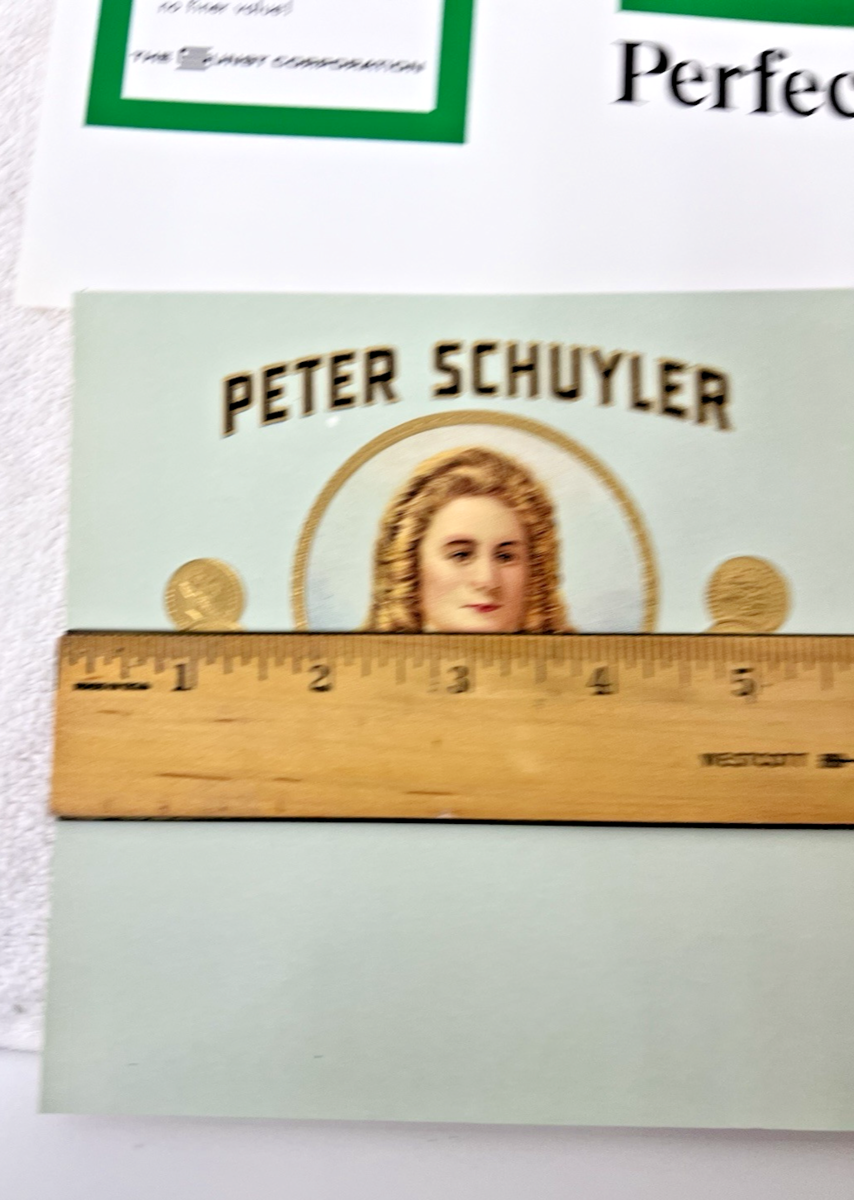 no finer value!
THE CORPORATION
Perfec
PETER SCHUYLER
1 2 3 4 5
WESTCOTT